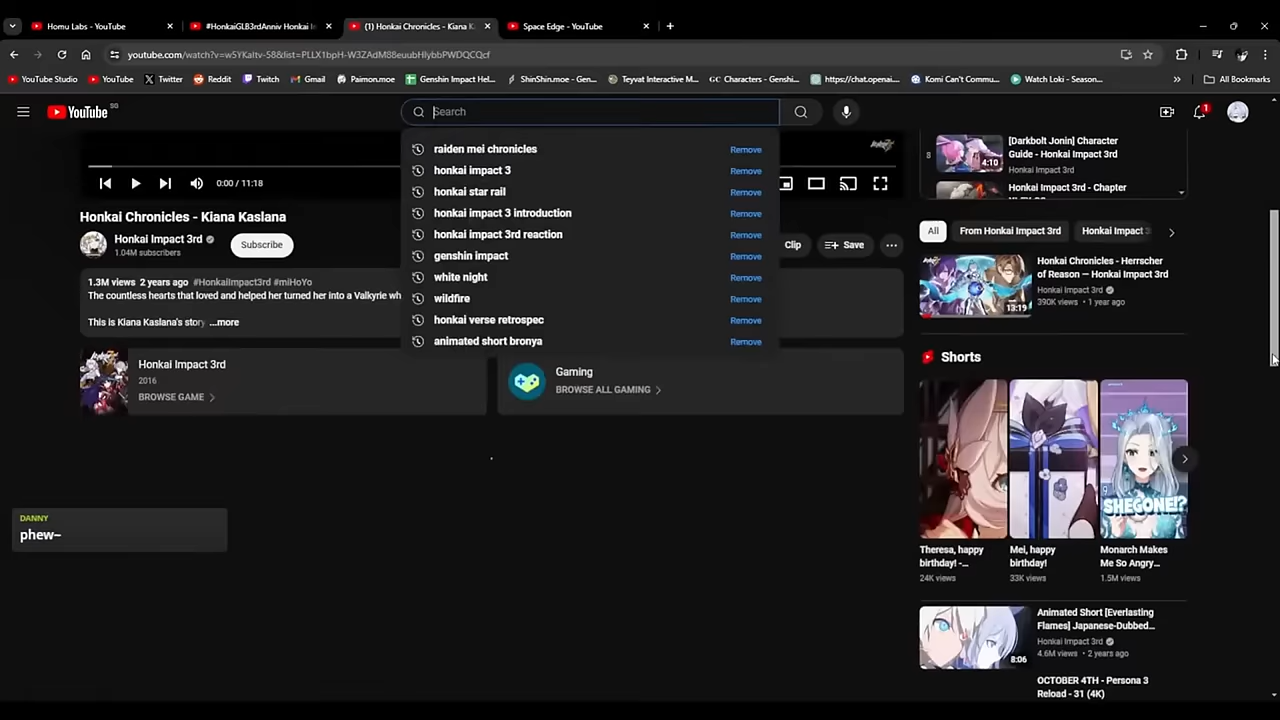 Homu Labs - YouTube
#HonkaiGLB3rdAnniv Honkai I
(1) Honkai Chronicles - Kiana K
Space Edge - YouTube
youtube.com/watch?v=w5YKaltv-S8&list=PLLX1bpH-W3ZAdM88euubHlybbPWDQCQcf
YouTube Studio
YouTube
Twitter
Reddit
Twitch
Gmail
Paimon.moe
Genshin Impact Hel...
ShinShin.moe - Gen...
Teyvat Interactive M...
GC Characters - Genshi...
https://chat.openai...
Komi Can't Commu...
Watch Loki - Season...
All Bookmarks
YouTube SG
Search
1
raiden mei chronicles Remove
honkai impact 3 Remove
honkai star rail Remove
honkai impact 3 introduction Remove
honkai impact 3rd reaction Remove
genshin impact Remove
white night Remove
wildfire Remove
honkai verse retrospec Remove
animated short bronya Remove
0:00 / 11:18
Honkai Chronicles - Kiana Kaslana
Honkai Impact 3rd
1.04M subscribers
Subscribe
Clip
Save
1.3M views 2 years ago #HonkaiImpact3rd #miHoYo
The countless hearts that loved and helped her turned her into a Valkyrie wh
This is Kiana Kaslana's story ...more
Honkai Impact 3rd
2016
BROWSE GAME
Gaming
BROWSE ALL GAMING
DANNY
phew~
3
4:10
[Darkbolt Jonin] Character
Guide - Honkai Impact 3rd
Honkai Impact 3rd
Honkai Impact 3rd - Chapter
All
From Honkai Impact 3rd
Honkai Impact 3
13:19
Honkai Chronicles - Herrscher
of Reason — Honkai Impact 3rd
Honkai Impact 3rd
390K views • 1 year ago
Shorts
SHEGONE!?
Theresa, happy
birthday! -...
24K views
Mei, happy
birthday!
33K views
Monarch Makes
Me So Angry...
1.5M views
8:06
Animated Short [Everlasting
Flames] Japanese-Dubbed...
Honkai Impact 3rd
4.6M views • 2 years ago
OCTOBER 4TH - Persona 3
Reload - 31 (4K)